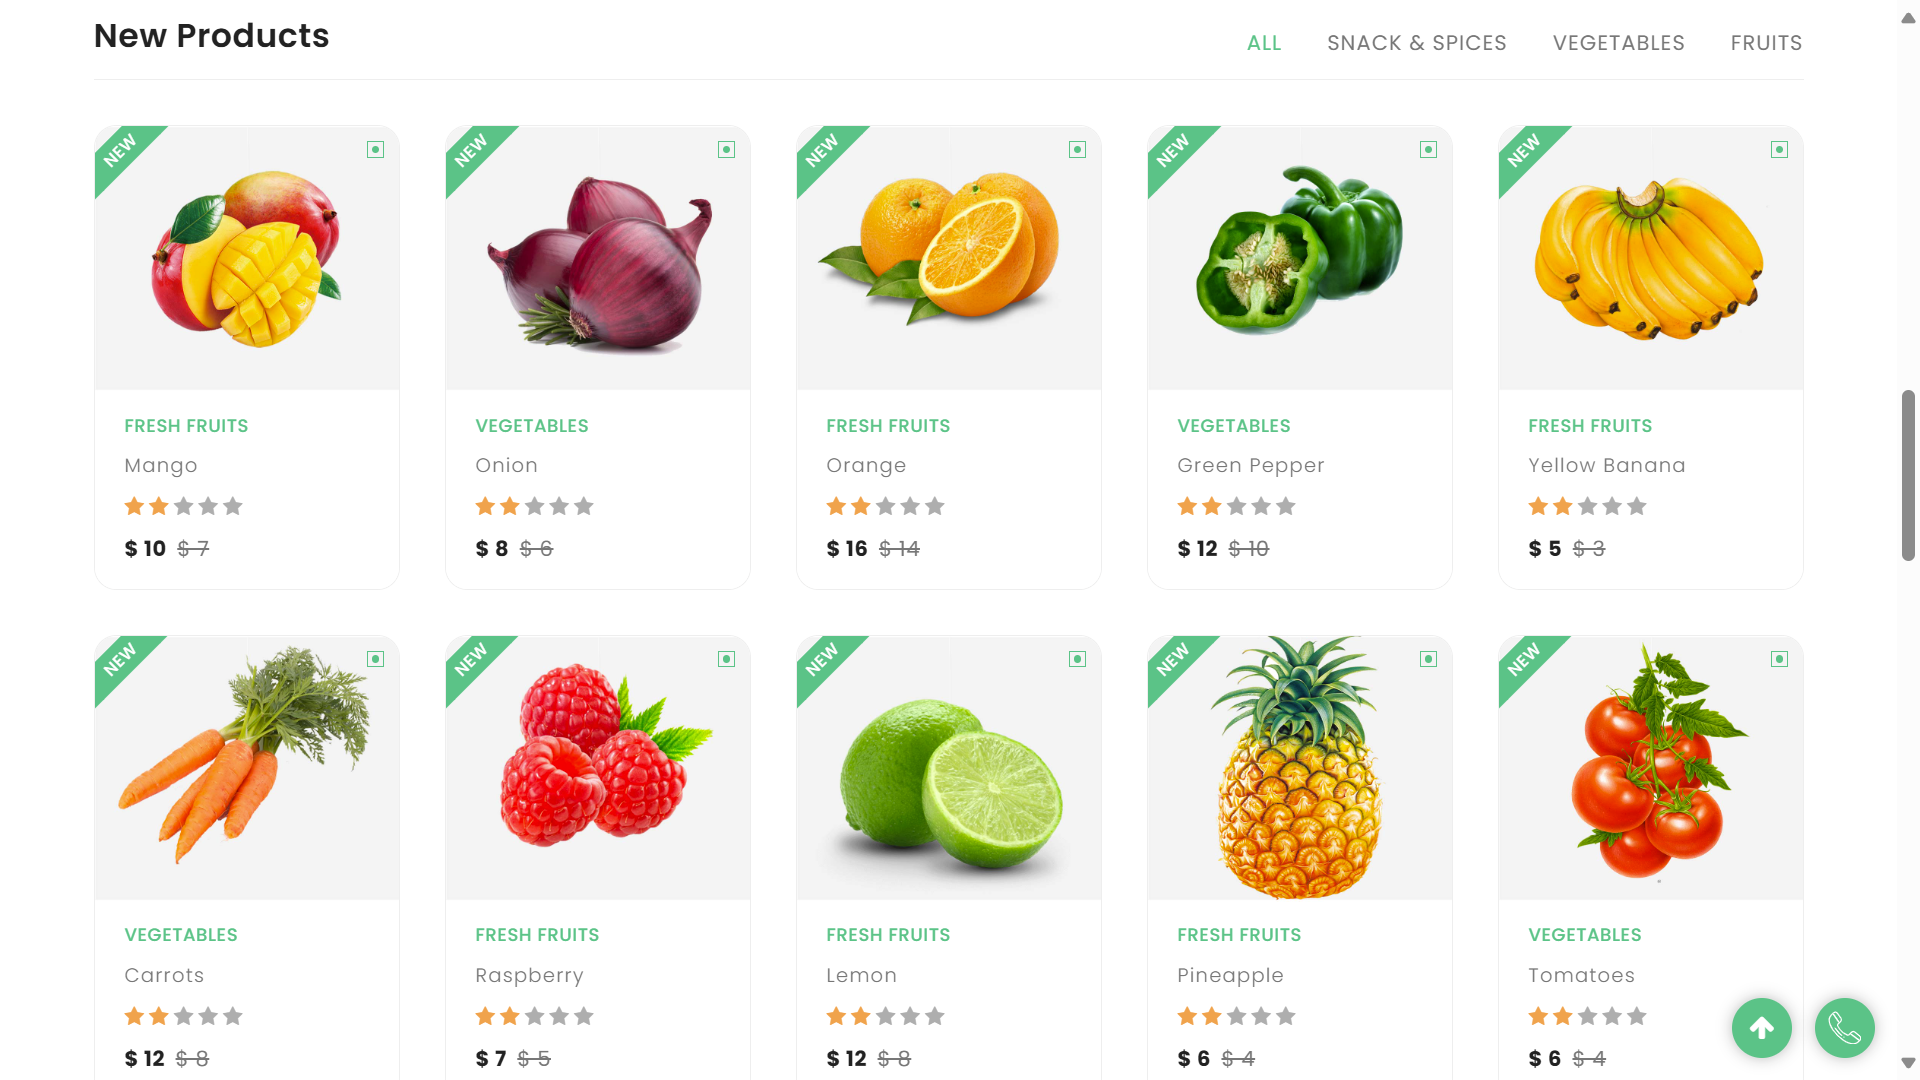 New Products
ALL SNACK & SPICES VEGETABLES FRUITS
NEW NEW NEW NEW NEW
FRESH FRUITS VEGETABLES FRESH FRUITS VEGETABLES FRESH FRUITS
Mango Onion Orange Green Pepper Yellow Banana
$ 10 $ 7 $ 8 $ 6 $ 16 $ 14 $ 12 $ 10 $ 5 $ 3
NEW NEW NEW NEW NEW
VEGETABLES FRESH FRUITS FRESH FRUITS FRESH FRUITS VEGETABLES
Carrots Raspberry Lemon Pineapple Tomatoes
$ 12 $ 8 $ 7 $ 5 $ 12 $ 8 $ 6 $ 4 $ 6 $ 4